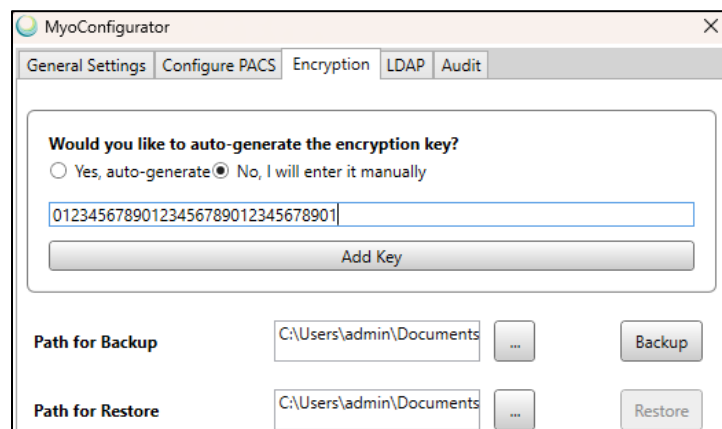 MyoConfigurator
General Settings Configure PACS Encryption LDAP Audit
Would you like to auto-generate the encryption key?
Yes, auto-generate No, I will enter it manually
01234567890123456789012345678901
Add Key
Path for Backup C:\Users\admin\Documents ... Backup
Path for Restore C:\Users\admin\Documents ... Restore